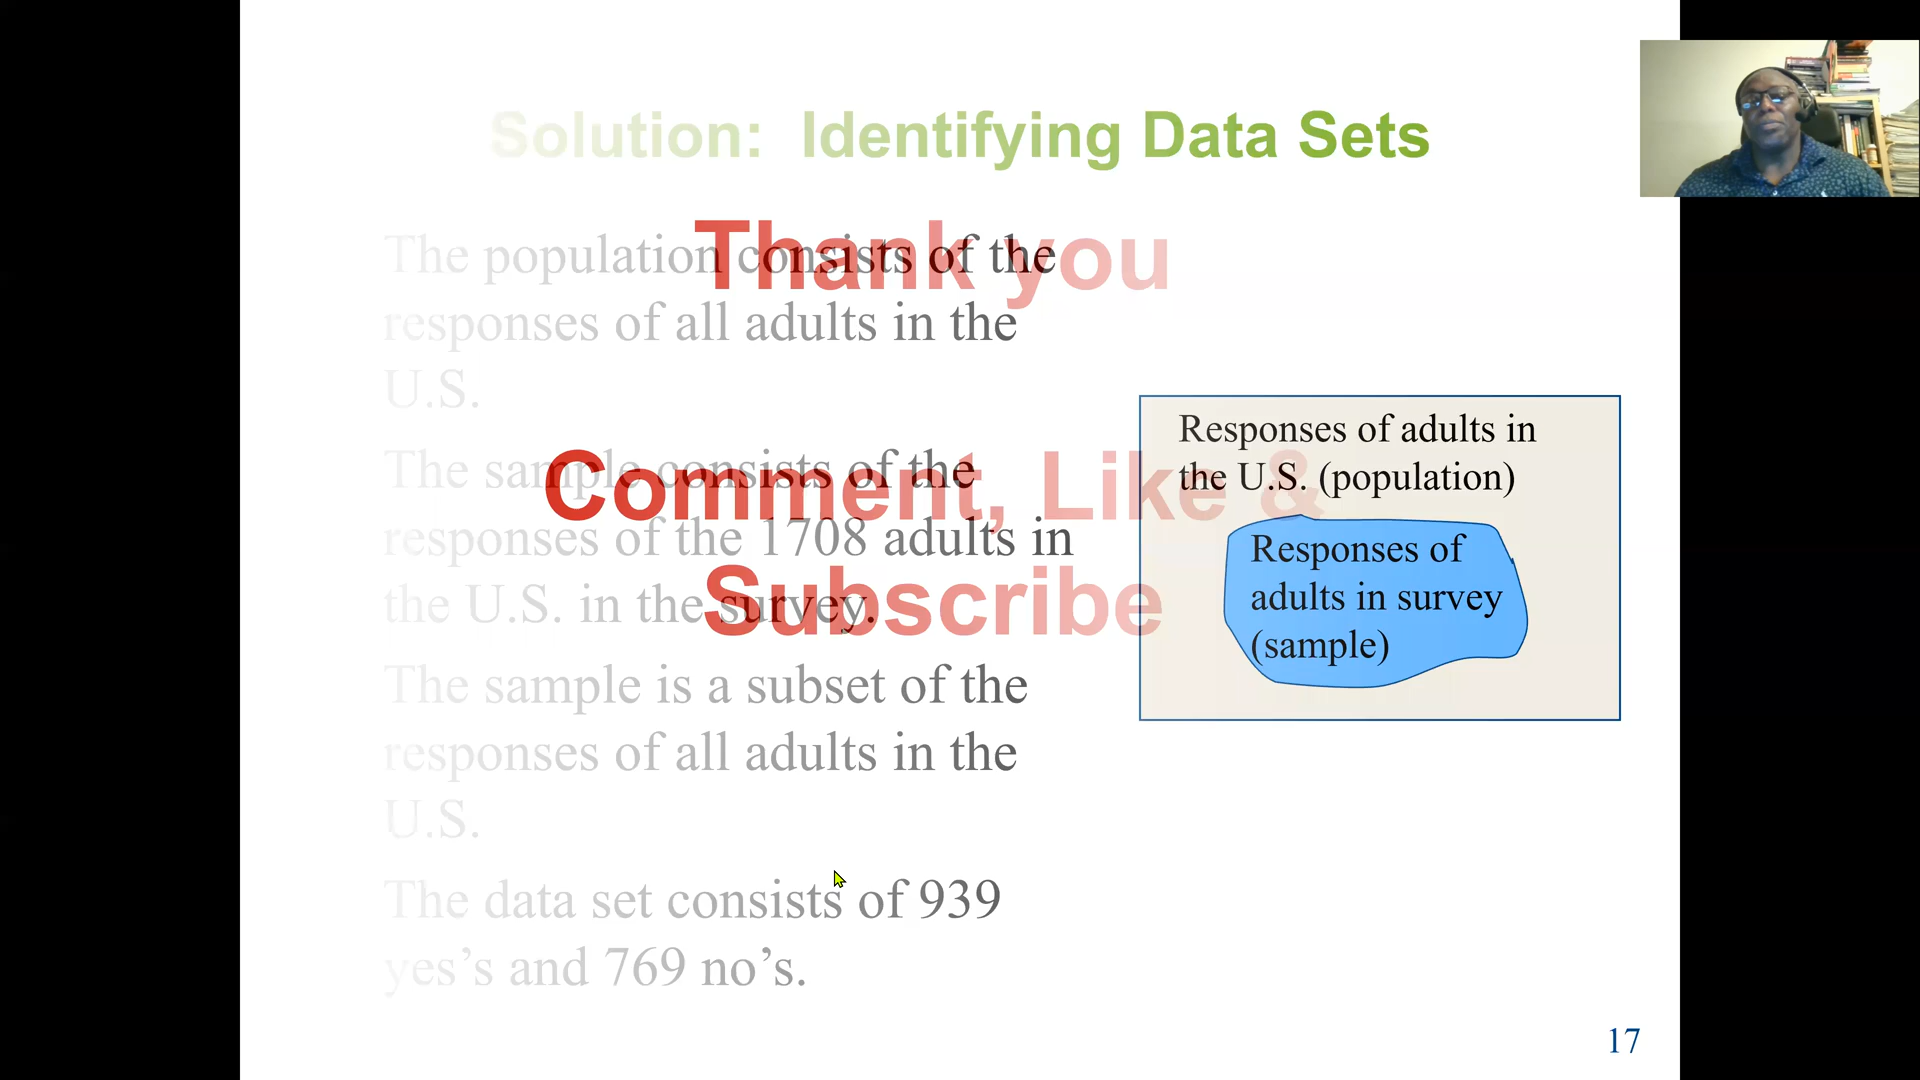 Solution: Identifying Data Sets
The population consists of the
responses of all adults in the
U.S.
The sample consists of the
responses of the 1708 adults in
the U.S. in the survey.
The sample is a subset of the
responses of all adults in the
U.S.
The data set consists of 939
yes’s and 769 no’s.
Thank you
Comment, Like &
Subscribe
Responses of adults in
the U.S. (population)
Responses of
adults in survey
(sample)
17